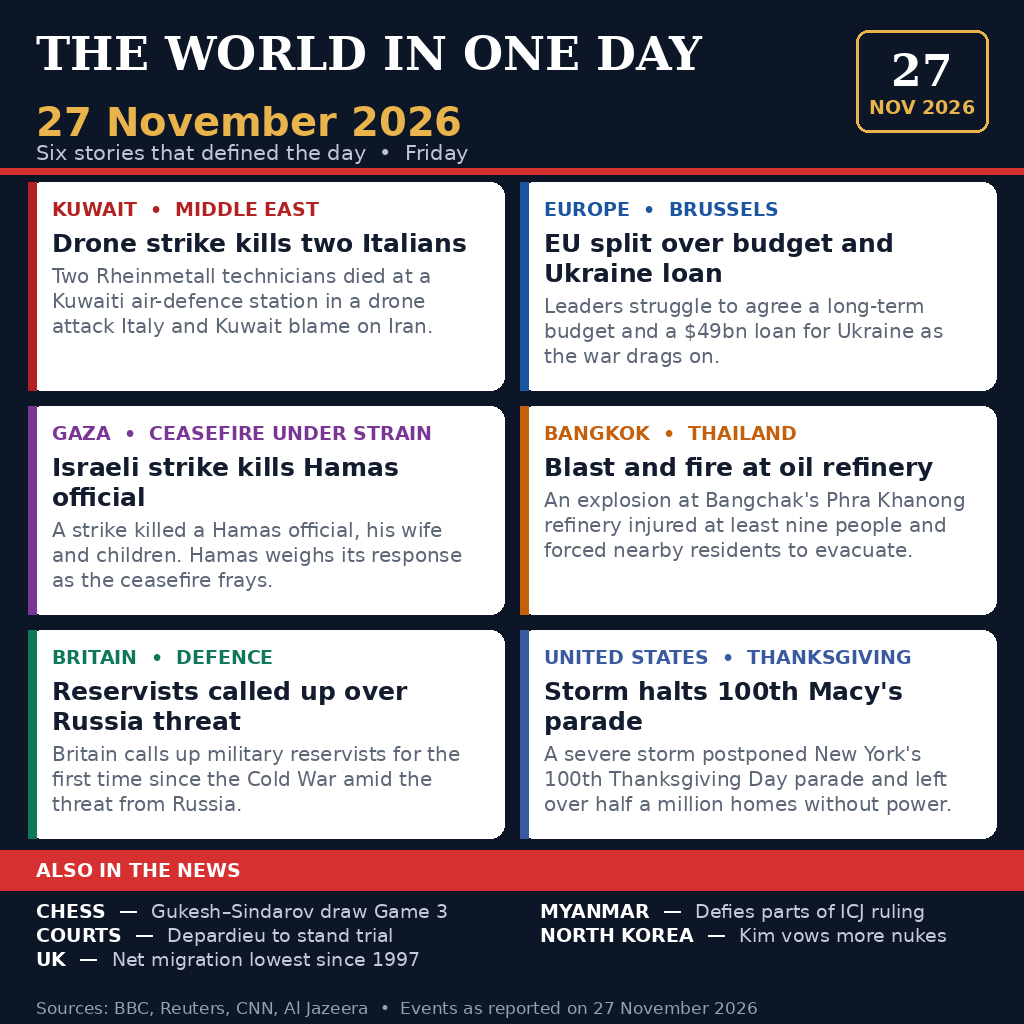 THE WORLD IN ONE DAY
27 November 2026
Six stories that defined the day • Friday
27
NOV 2026
KUWAIT • MIDDLE EAST
Drone strike kills two Italians
Two Rheinmetall technicians died at a
Kuwaiti air-defence station in a drone
attack Italy and Kuwait blame on Iran.
EUROPE • BRUSSELS
EU split over budget and
Ukraine loan
Leaders struggle to agree a long-term
budget and a $49bn loan for Ukraine as
the war drags on.
GAZA • CEASEFIRE UNDER STRAIN
Israeli strike kills Hamas
official
A strike killed a Hamas official, his wife
and children. Hamas weighs its response
as the ceasefire frays.
BANGKOK • THAILAND
Blast and fire at oil refinery
An explosion at Bangchak's Phra Khanong
refinery injured at least nine people and
forced nearby residents to evacuate.
BRITAIN • DEFENCE
Reservists called up over
Russia threat
Britain calls up military reservists for the
first time since the Cold War amid the
threat from Russia.
UNITED STATES • THANKSGIVING
Storm halts 100th Macy's
parade
A severe storm postponed New York's
100th Thanksgiving Day parade and left
over half a million homes without power.
ALSO IN THE NEWS
CHESS — Gukesh–Sindarov draw Game 3
COURTS — Depardieu to stand trial
UK — Net migration lowest since 1997
MYANMAR — Defies parts of ICJ ruling
NORTH KOREA — Kim vows more nukes
Sources: BBC, Reuters, CNN, Al Jazeera • Events as reported on 27 November 2026